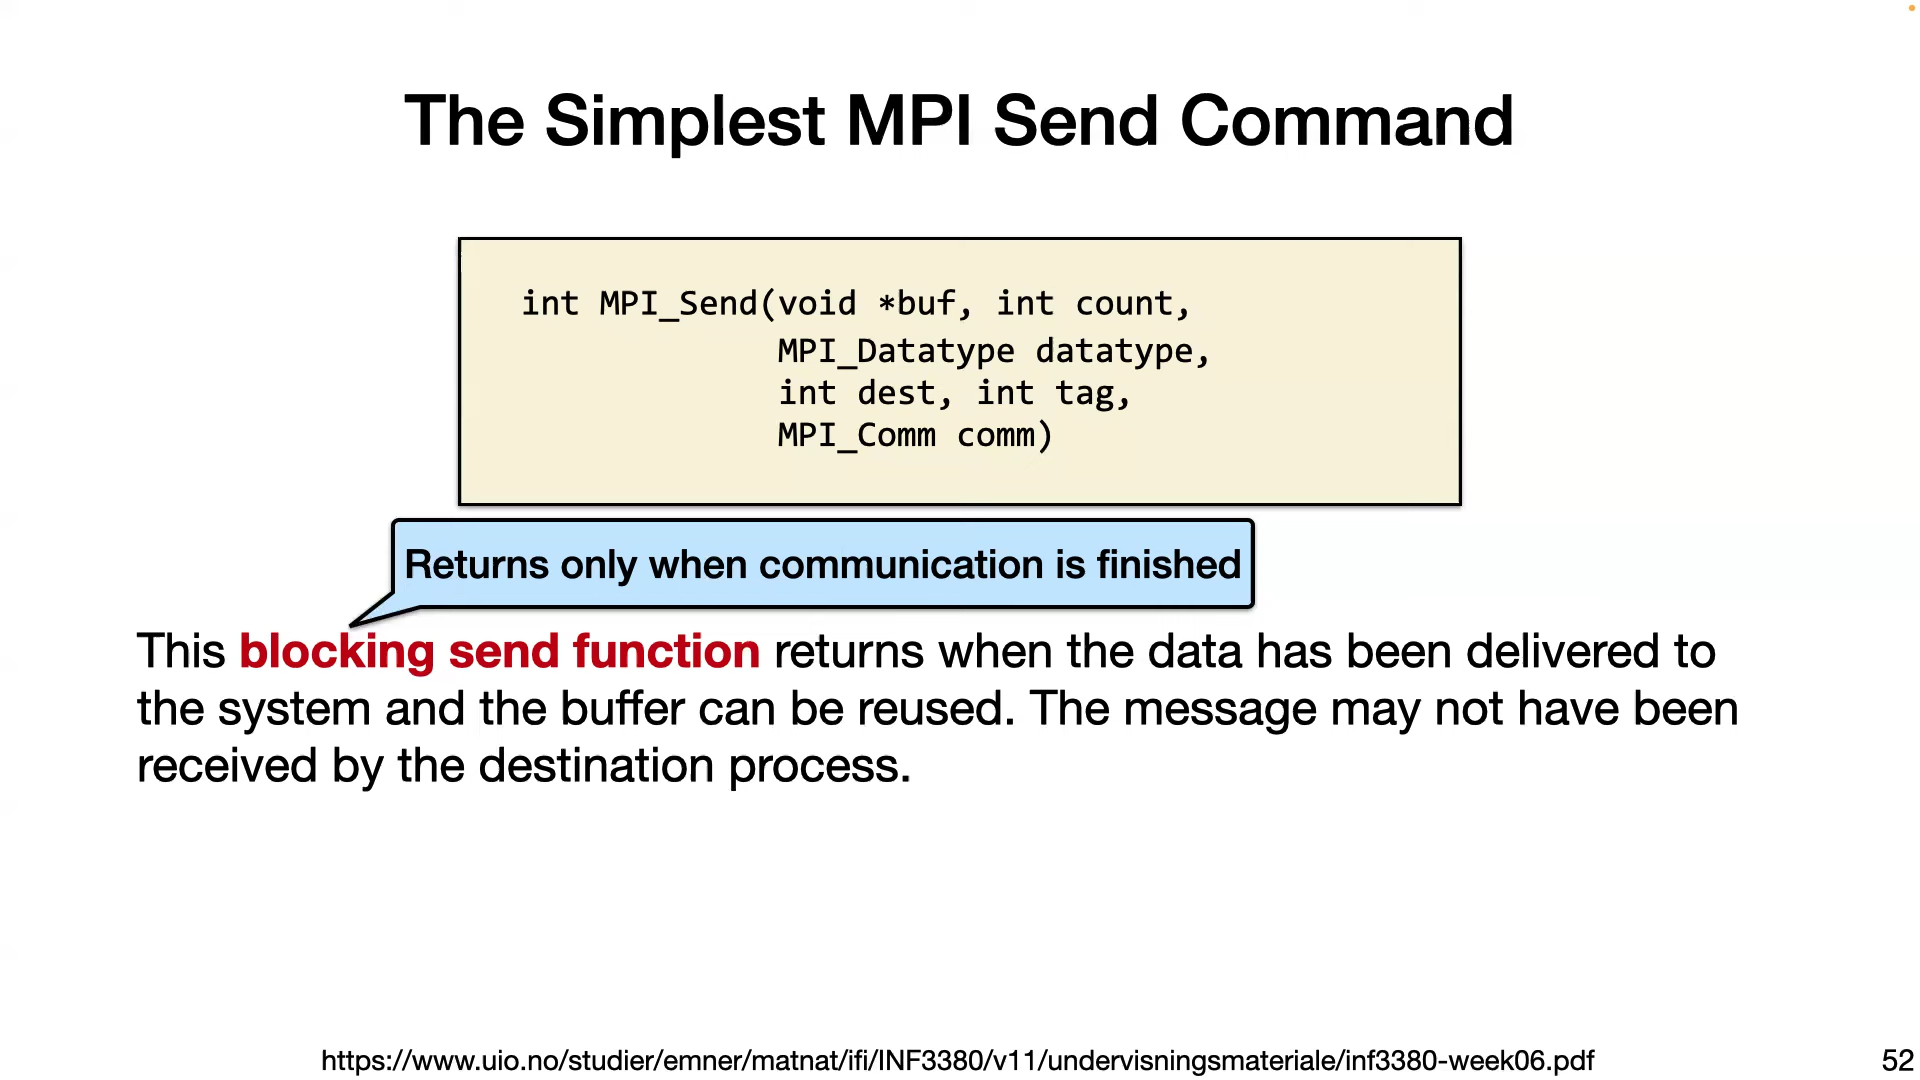 The Simplest MPI Send Command
int MPI_Send(void *buf, int count,
MPI_Datatype datatype,
int dest, int tag,
MPI_Comm comm)
Returns only when communication is finished
This blocking send function returns when the data has been delivered to
the system and the buffer can be reused. The message may not have been
received by the destination process.
https://www.uio.no/studier/emner/matnat/ifi/INF3380/v11/undervisningsmateriale/inf3380-week06.pdf
52